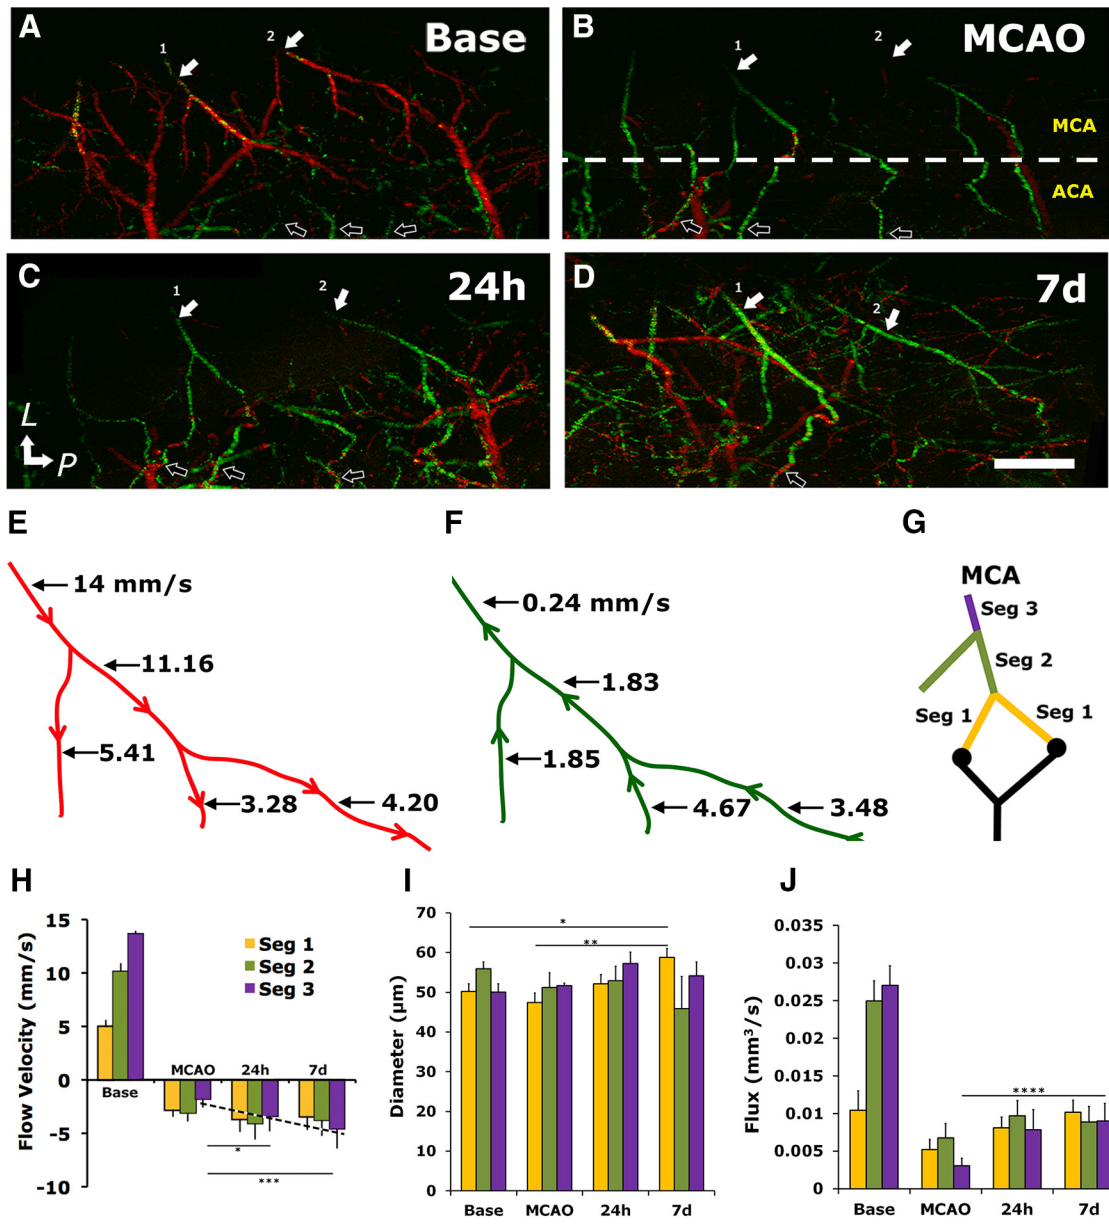 A
1
2
Base
B
1
2
MCAO
MCA
ACA
C
1
2
24h
L
P
D
1
2
7d
E
14 mm/s
11.16
5.41
3.28
4.20
F
0.24 mm/s
1.83
1.85
4.67
3.48
G
MCA
Seg 3
Seg 2
Seg 1
Seg 1
H
Flow Velocity (mm/s)
15
10
5
0
-5
-10
Base
MCAO
24h
7d
Seg 1
Seg 2
Seg 3
*
***
I
Diameter (µm)
70
60
50
40
30
20
10
0
*
**
Base
MCAO
24h
7d
J
Flux (mm³/s)
0.035
0.03
0.025
0.02
0.015
0.01
0.005
0
****
Base
MCAO
24h
7d